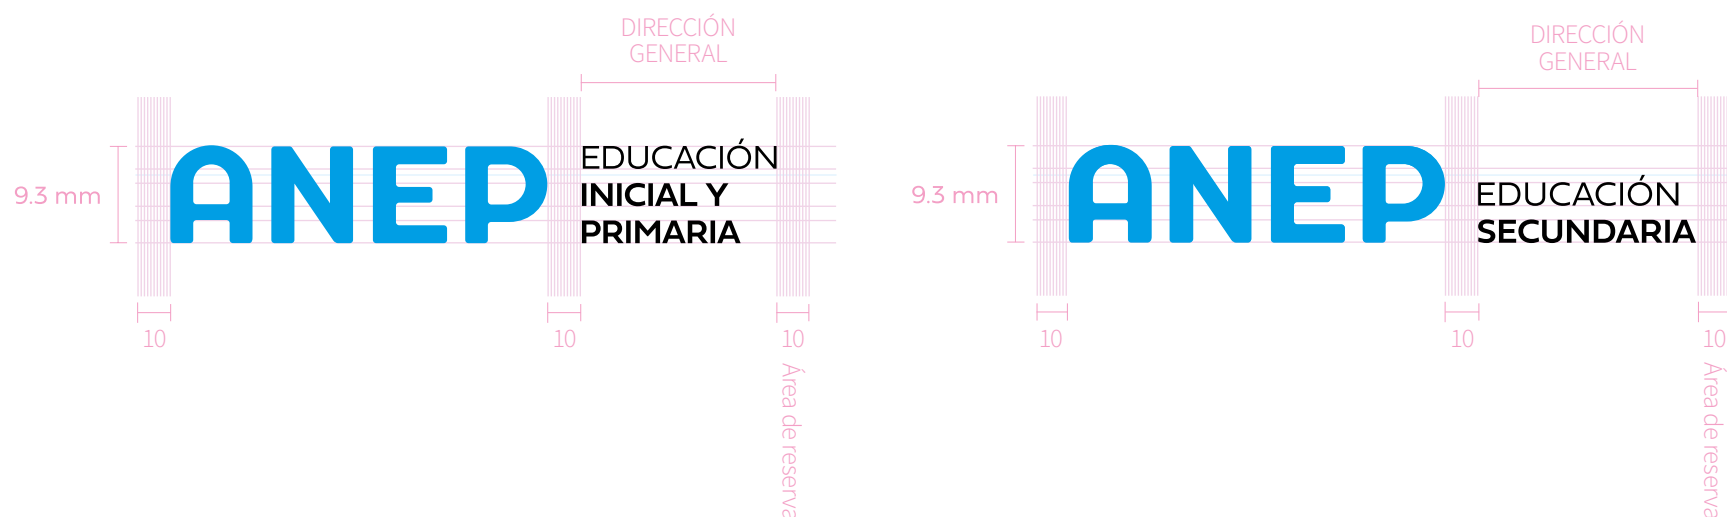 DIRECCIÓN
GENERAL
9.3 mm
ANEP
EDUCACIÓN
INICIAL Y
PRIMARIA
10
10
10
Área de reserva
DIRECCIÓN
GENERAL
9.3 mm
ANEP
EDUCACIÓN
SECUNDARIA
10
10
10
Área de reserva